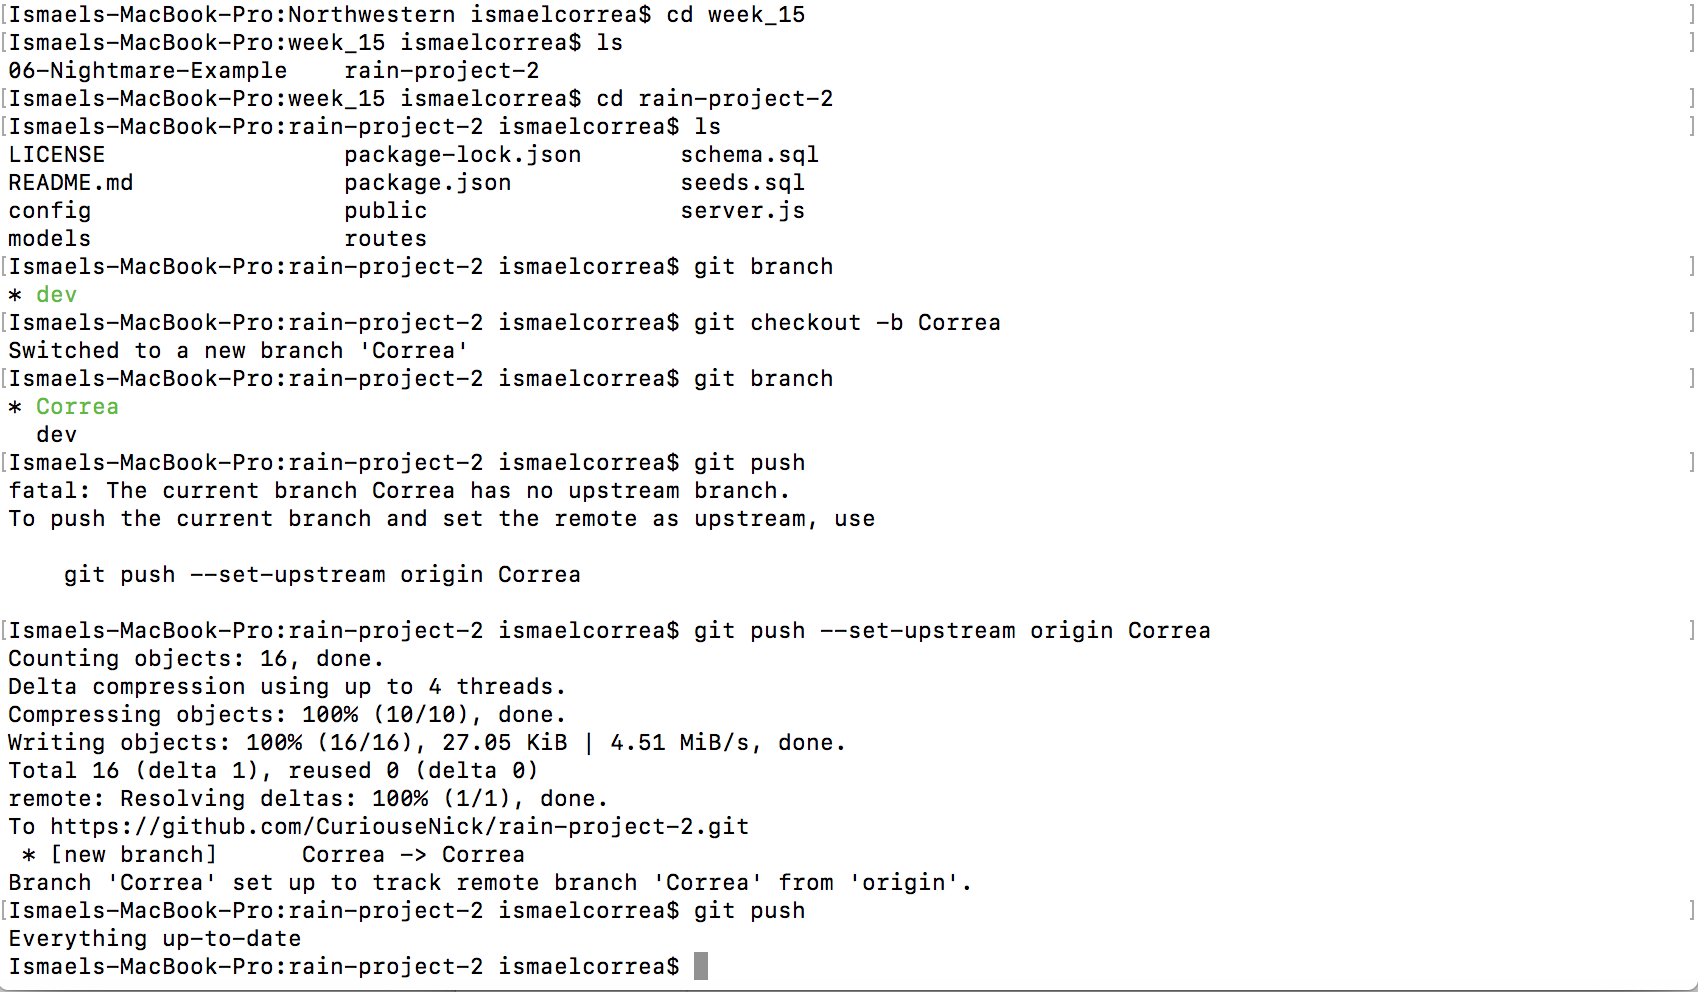 [Ismaels-MacBook-Pro:Northwestern ismaelcorrea$ cd week_15 ]
[Ismaels-MacBook-Pro:week_15 ismaelcorrea$ ls ]
06-Nightmare-Example    rain-project-2
[Ismaels-MacBook-Pro:week_15 ismaelcorrea$ cd rain-project-2 ]
[Ismaels-MacBook-Pro:rain-project-2 ismaelcorrea$ ls ]
LICENSE                 package-lock.json       schema.sql
README.md               package.json            seeds.sql
config                  public                  server.js
models                  routes
[Ismaels-MacBook-Pro:rain-project-2 ismaelcorrea$ git branch ]
* dev
[Ismaels-MacBook-Pro:rain-project-2 ismaelcorrea$ git checkout -b Correa ]
Switched to a new branch 'Correa'
[Ismaels-MacBook-Pro:rain-project-2 ismaelcorrea$ git branch ]
* Correa
  dev
[Ismaels-MacBook-Pro:rain-project-2 ismaelcorrea$ git push ]
fatal: The current branch Correa has no upstream branch.
To push the current branch and set the remote as upstream, use
    git push --set-upstream origin Correa
[Ismaels-MacBook-Pro:rain-project-2 ismaelcorrea$ git push --set-upstream origin Correa ]
Counting objects: 16, done.
Delta compression using up to 4 threads.
Compressing objects: 100% (10/10), done.
Writing objects: 100% (16/16), 27.05 KiB | 4.51 MiB/s, done.
Total 16 (delta 1), reused 0 (delta 0)
remote: Resolving deltas: 100% (1/1), done.
To https://github.com/CuriouseNick/rain-project-2.git
 * [new branch]      Correa -> Correa
Branch 'Correa' set up to track remote branch 'Correa' from 'origin'.
[Ismaels-MacBook-Pro:rain-project-2 ismaelcorrea$ git push ]
Everything up-to-date
Ismaels-MacBook-Pro:rain-project-2 ismaelcorrea$